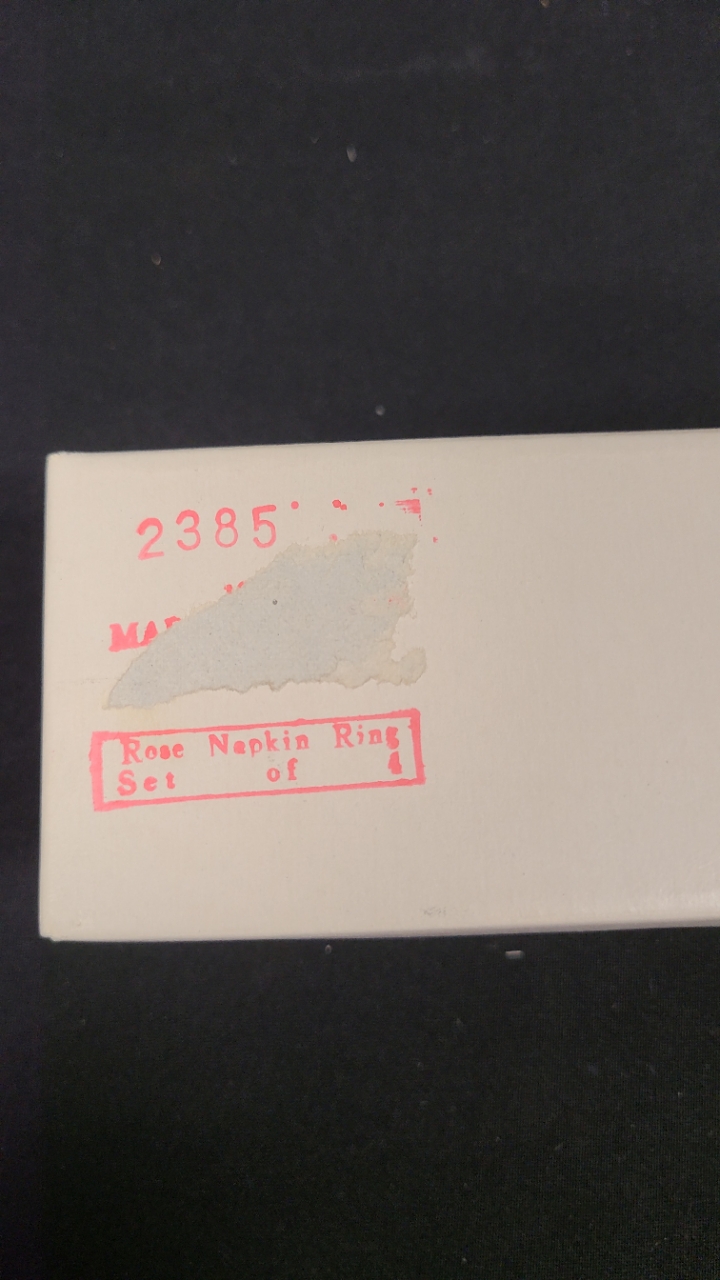 2385
Rose Napkin Ring
Set of 4